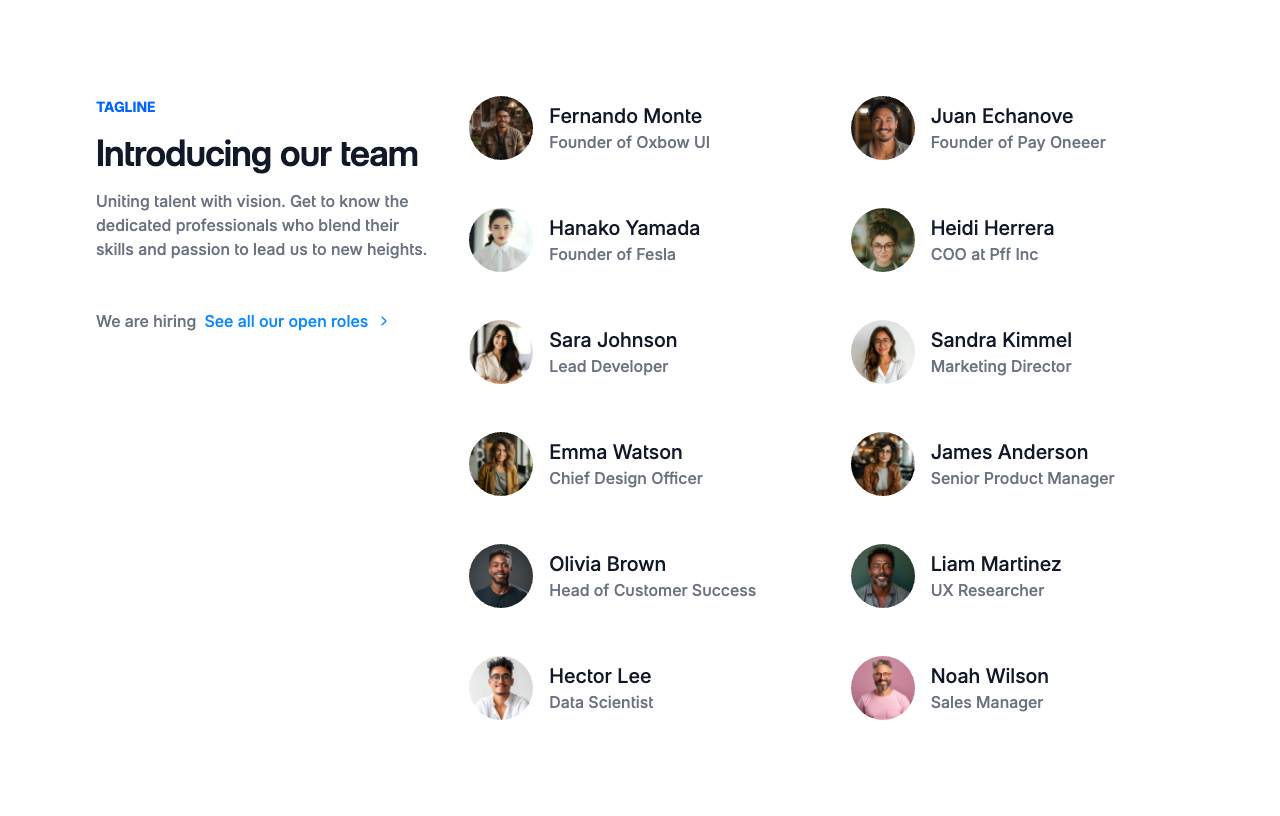 TAGLINE
Introducing our team
Uniting talent with vision. Get to know the
dedicated professionals who blend their
skills and passion to lead us to new heights.
We are hiring See all our open roles
Fernando Monte
Founder of Oxbow UI
Juan Echanove
Founder of Pay Oneeer
Hanako Yamada
Founder of Fesla
Heidi Herrera
COO at Pff Inc
Sara Johnson
Lead Developer
Sandra Kimmel
Marketing Director
Emma Watson
Chief Design Officer
James Anderson
Senior Product Manager
Olivia Brown
Head of Customer Success
Liam Martinez
UX Researcher
Hector Lee
Data Scientist
Noah Wilson
Sales Manager